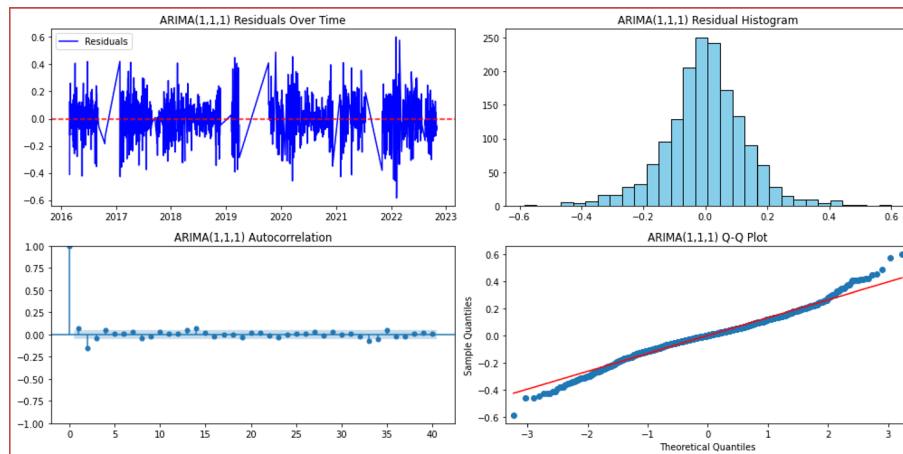 ARIMA(1,1,1) Residuals Over Time
Residuals
0.6
0.4
0.2
0.0
−0.2
−0.4
−0.6
2016 2017 2018 2019 2020 2021 2022 2023
ARIMA(1,1,1) Residual Histogram
250
200
150
100
50
0
−0.6 −0.4 −0.2 0.0 0.2 0.4 0.6
ARIMA(1,1,1) Autocorrelation
1.00
0.75
0.50
0.25
0.00
−0.25
−0.50
−0.75
−1.00
0 5 10 15 20 25 30 35 40
ARIMA(1,1,1) Q-Q Plot
Sample Quantiles
0.6
0.4
0.2
0.0
−0.2
−0.4
−0.6
−3 −2 −1 0 1 2 3
Theoretical Quantiles